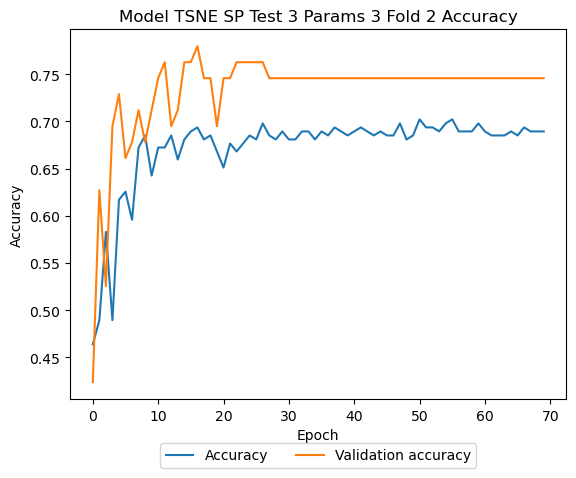 Model TSNE SP Test 3 Params 3 Fold 2 Accuracy
Accuracy
0.75
0.70
0.65
0.60
0.55
0.50
0.45
0 10 20 30 40 50 60 70
Epoch
Accuracy Validation accuracy